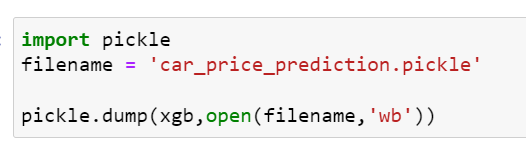 import pickle
filename = 'car_price_prediction.pickle'
pickle.dump(xgb,open(filename,'wb'))